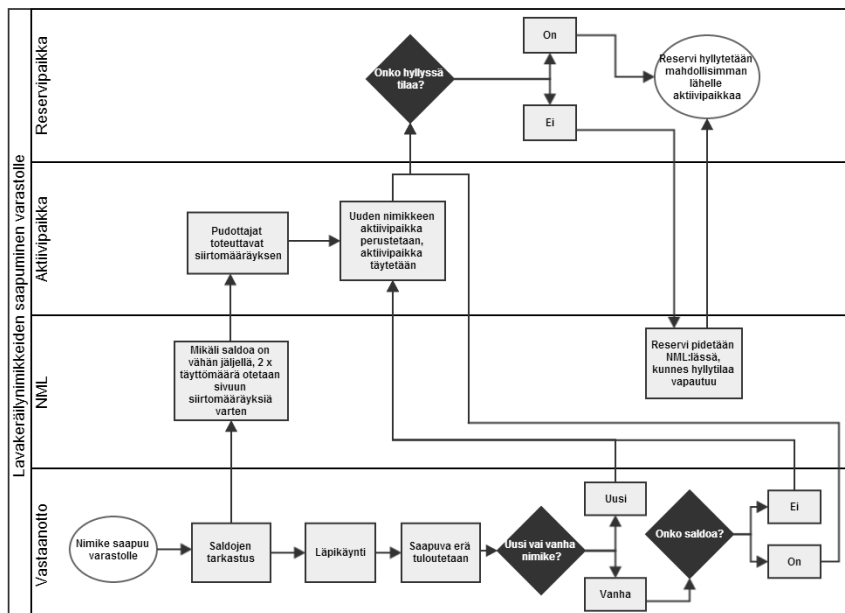 Lavakeräilynimikkeiden saapuminen varastolle
Reservipaikka
Onko hyllyssä
tilaa?
On
Ei
Reservi hyllytetään
mahdollisimman
lähelle
aktiivipaikkaa
Aktiivipaikka
Pudottajat
toteuttavat
siirtomääräyksen
Uuden nimikkeen
aktiivipaikka
perustetaan,
aktiivipaikka
täytetään
NML
Mikäli saldoa on
vähän jäljellä, 2 x
täyttömäärä otetaan
sivuun
siirtomääräyksiä
varten
Reservi pidetään
NML:lässä,
kunnes hyllytilaa
vapautuu
Vastaanotto
Nimike saapuu
varastolle
Saldojen
tarkastus
Läpikäynti
Saapuva erä
tuloutetaan
Uusi vai vanha
nimike?
Uusi
Vanha
Onko saldoa?
Ei
On